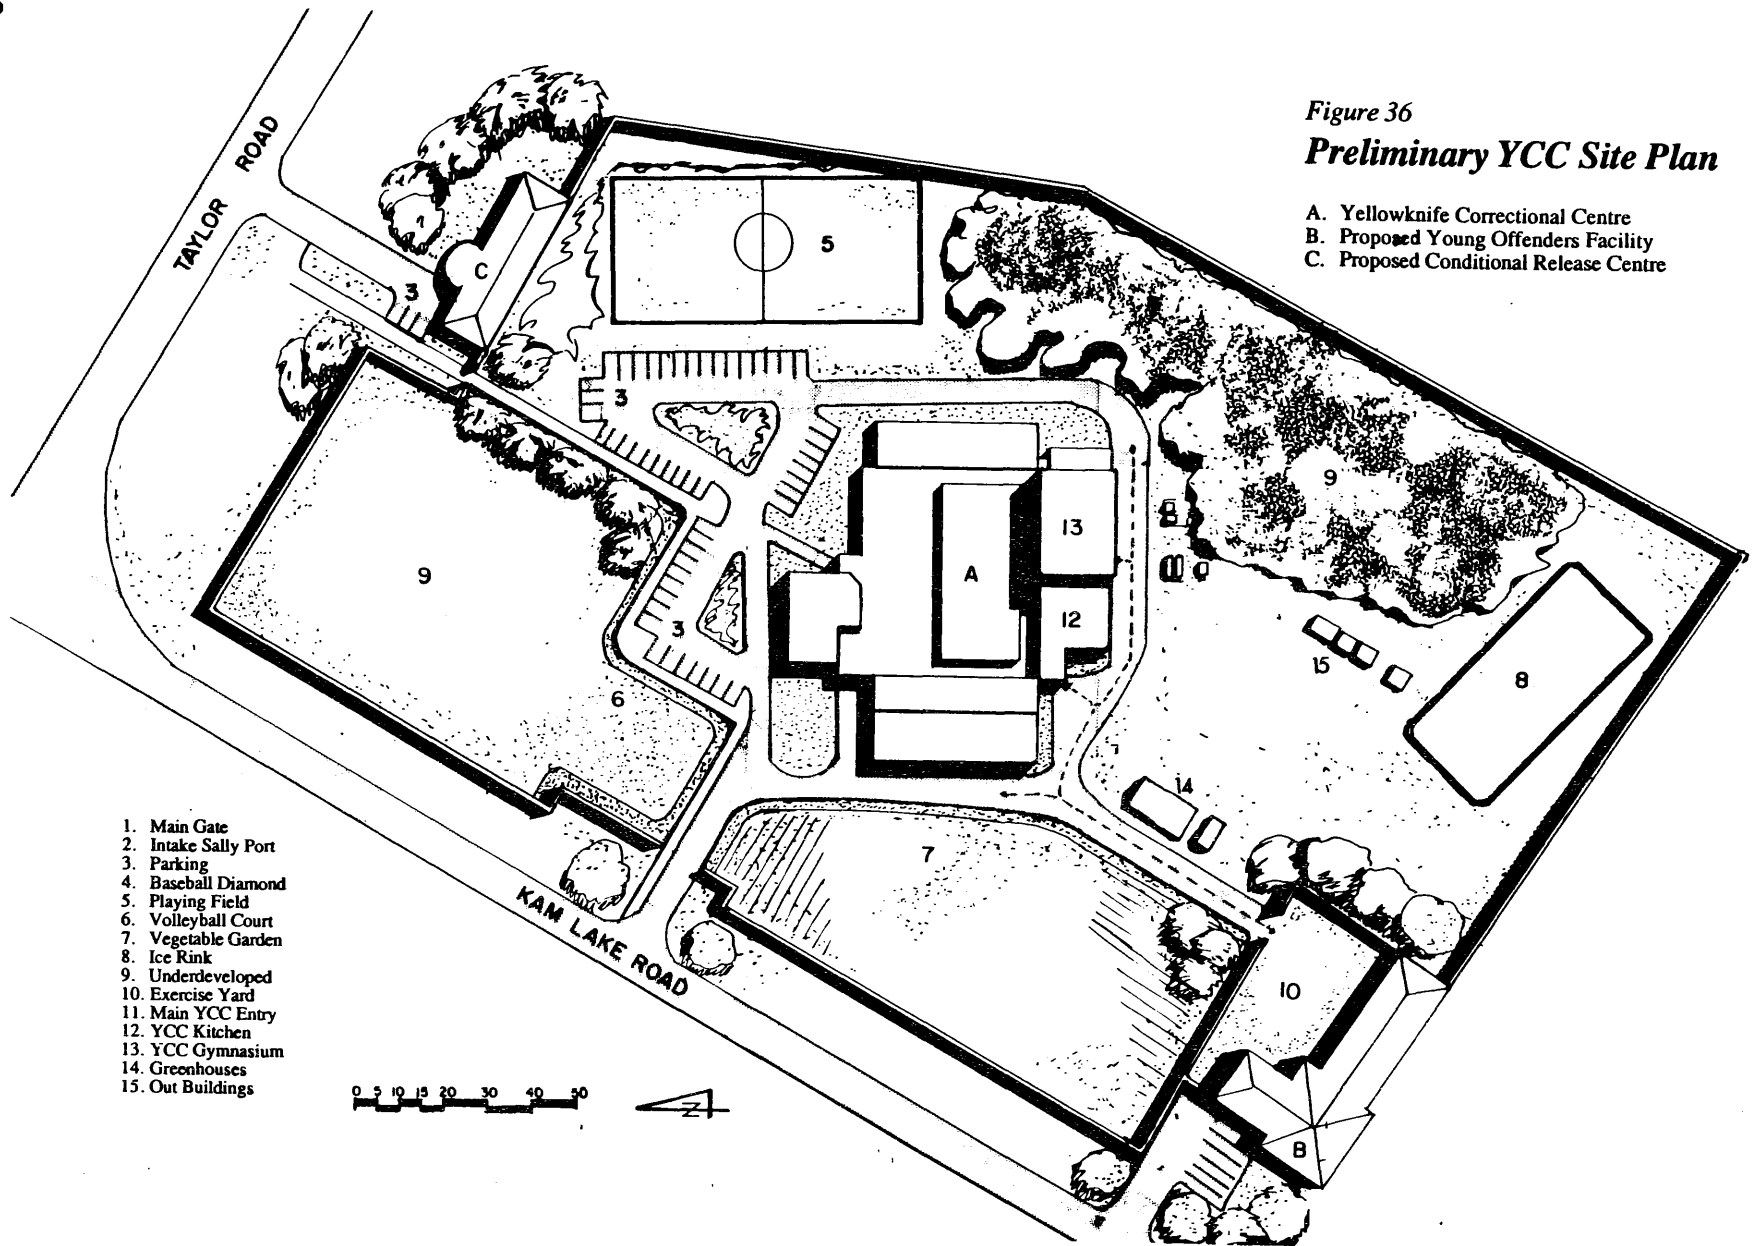 Figure 36
Preliminary YCC Site Plan
A. Yellowknife Correctional Centre
B. Proposed Young Offenders Facility
C. Proposed Conditional Release Centre
TAYLOR ROAD
C
3
5
3
9
9
13
A
12
3
15
8
6
14
7
KAM LAKE ROAD
10
B
1. Main Gate
2. Intake Sally Port
3. Parking
4. Baseball Diamond
5. Playing Field
6. Volleyball Court
7. Vegetable Garden
8. Ice Rink
9. Underdeveloped
10. Exercise Yard
11. Main YCC Entry
12. YCC Kitchen
13. YCC Gymnasium
14. Greenhouses
15. Out Buildings
0 5 10 15 20 30 40 50
Z